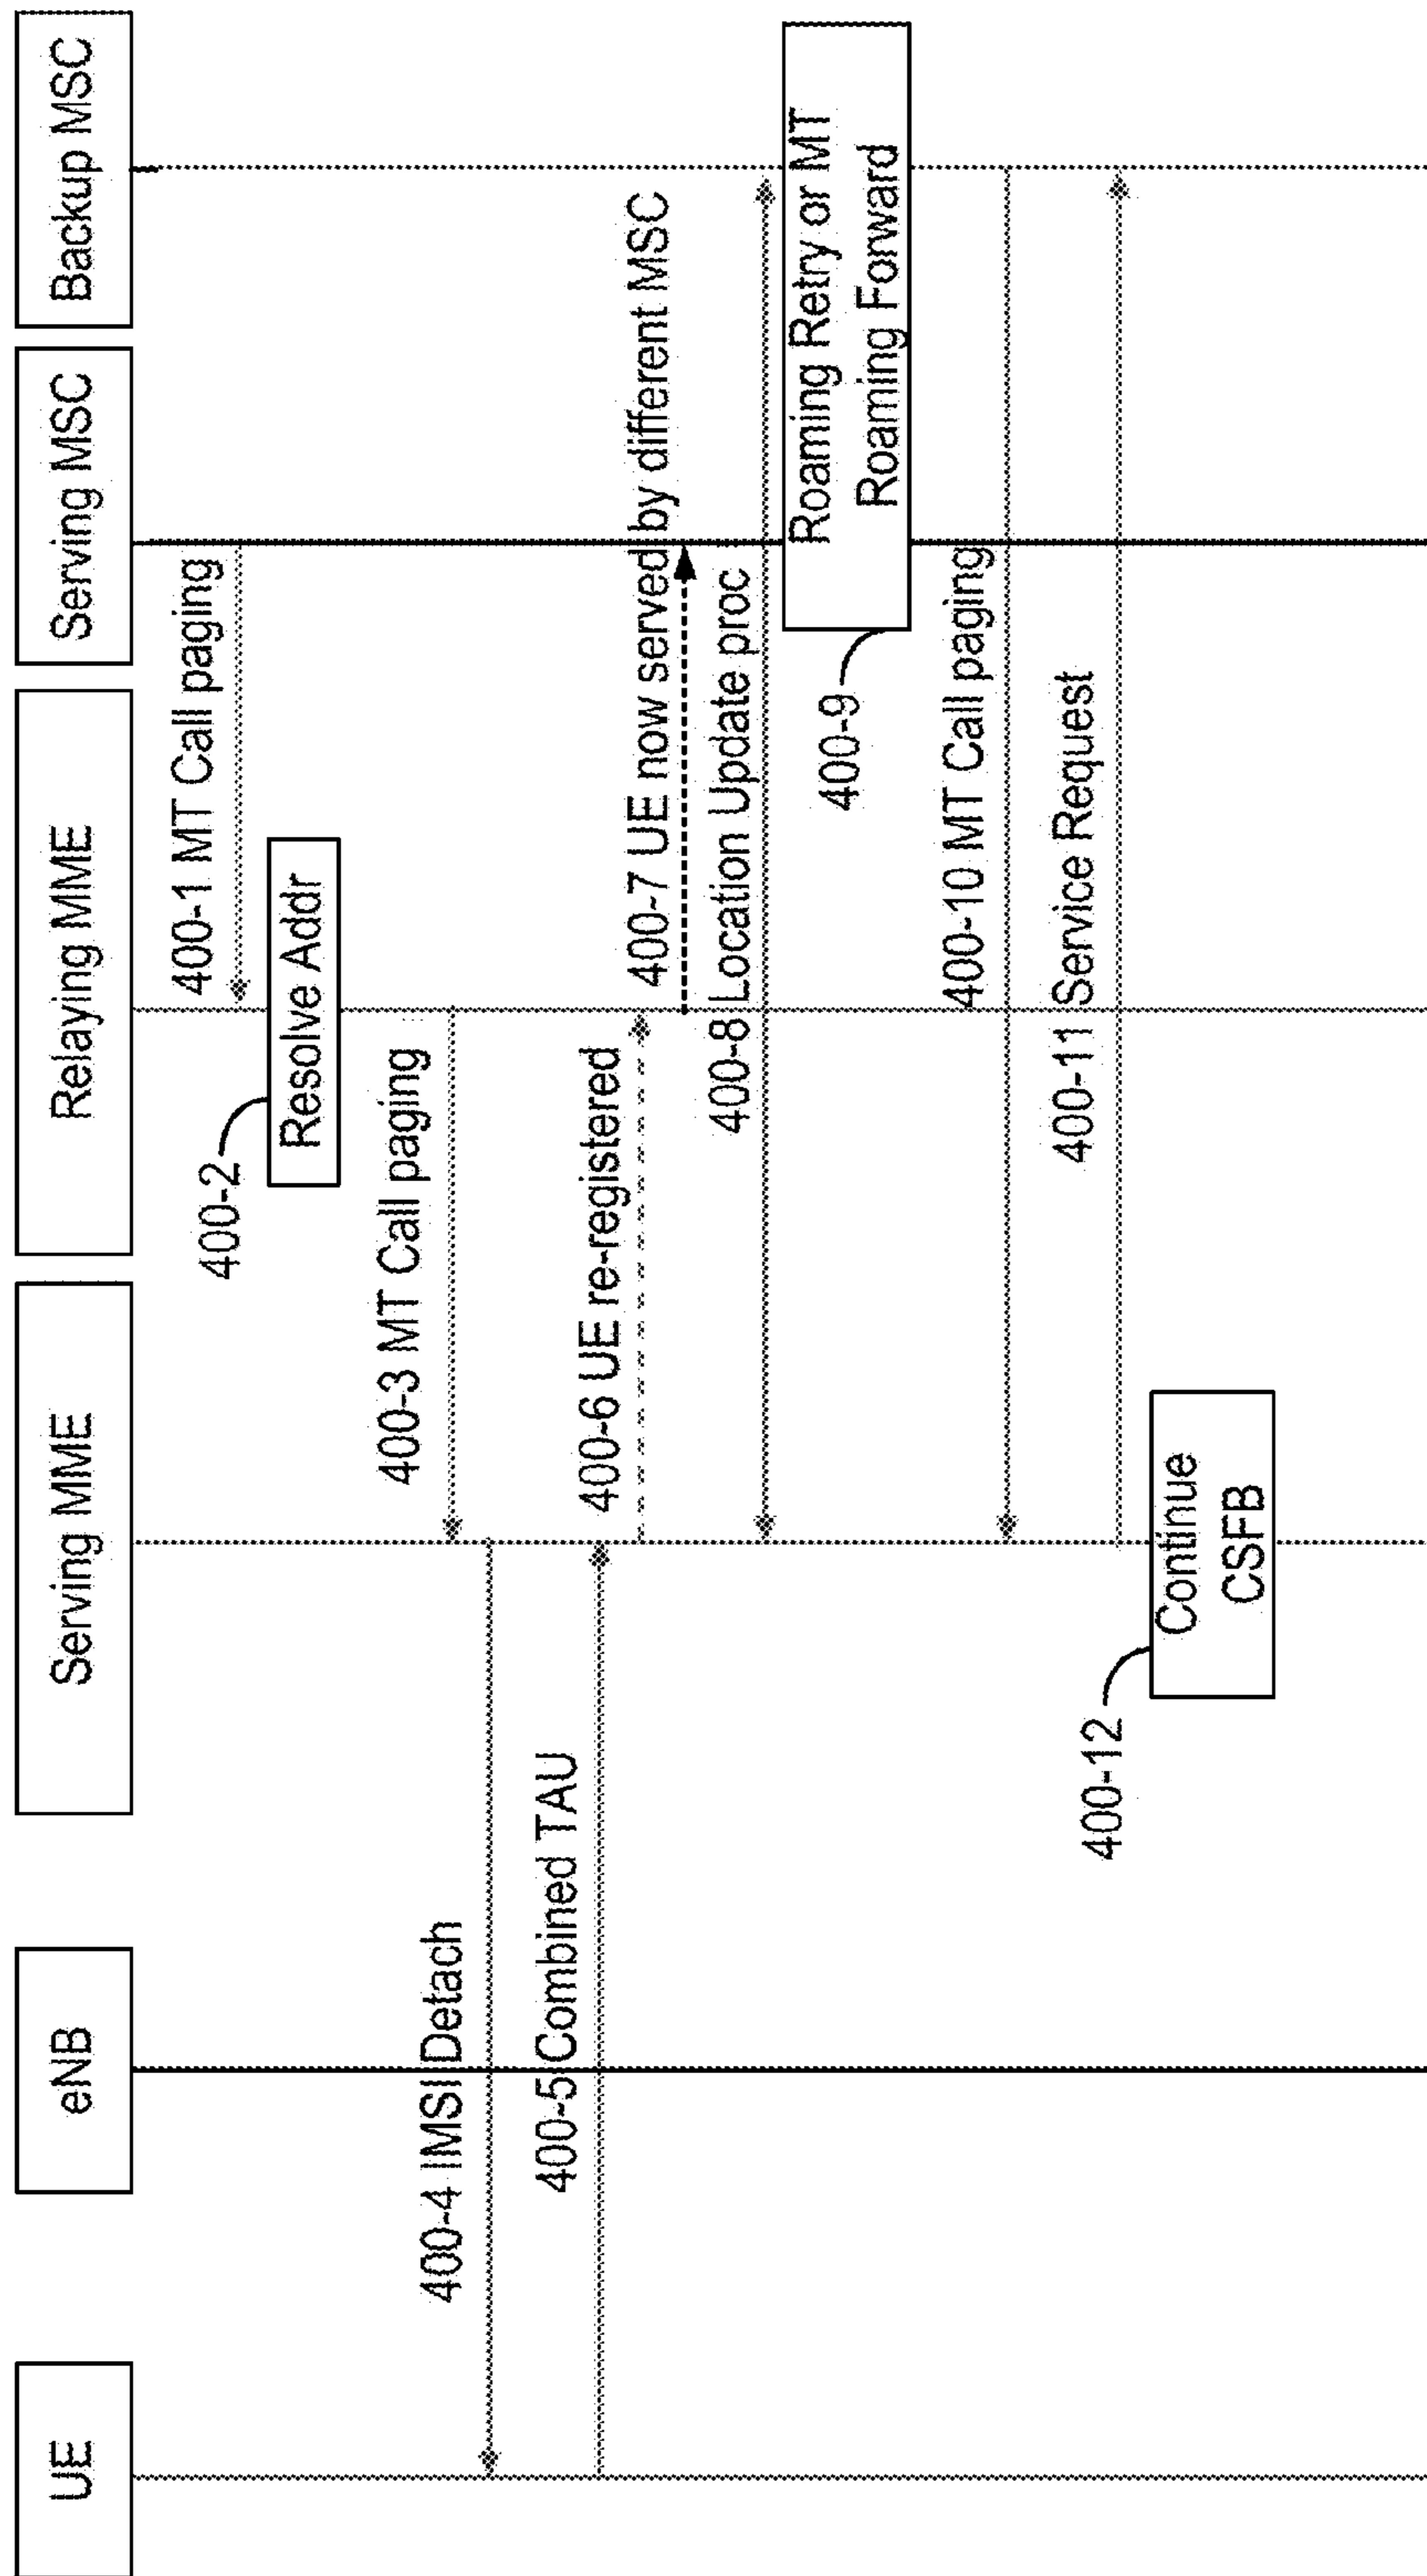 UE
eNB
Serving MME
Relaying MME
Serving MSC
Backup MSC
400-1 MT Call paging
400-2
Resolve Addr
400-3 MT Call paging
400-4 IMSI Detach
400-5 Combined TAU
400-6 UE re-registered
400-7 UE now served by different MSC
400-8 Location Update proc
400-9
Roaming Retry or MT
Roaming Forward
400-10 MT Call paging
400-11 Service Request
400-12
Continue
CSFB